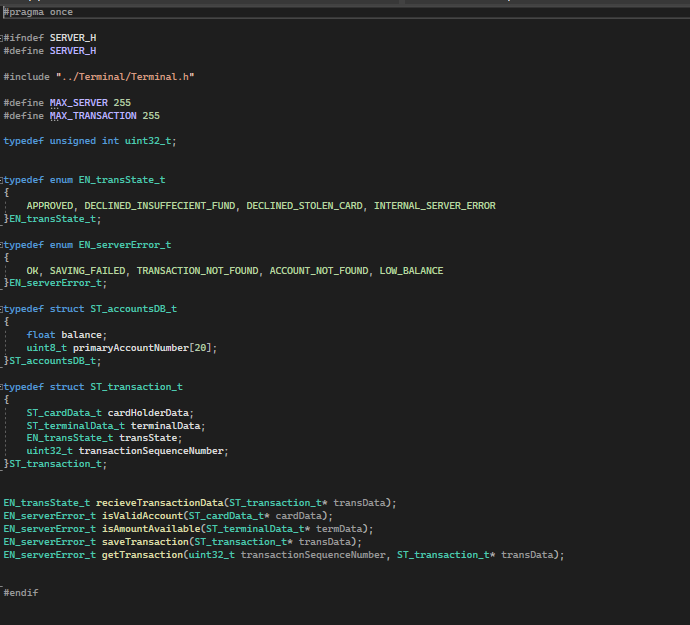 #pragma once
#ifndef SERVER_H
#define SERVER_H
#include "../Terminal/Terminal.h"
#define MAX_SERVER 255
#define MAX_TRANSACTION 255
typedef unsigned int uint32_t;
typedef enum EN_transState_t
{
APPROVED, DECLINED_INSUFFECIENT_FUND, DECLINED_STOLEN_CARD, INTERNAL_SERVER_ERROR
}EN_transState_t;
typedef enum EN_serverError_t
{
OK, SAVING_FAILED, TRANSACTION_NOT_FOUND, ACCOUNT_NOT_FOUND, LOW_BALANCE
}EN_serverError_t;
typedef struct ST_accountsDB_t
{
float balance;
uint8_t primaryAccountNumber[20];
}ST_accountsDB_t;
typedef struct ST_transaction_t
{
ST_cardData_t cardHolderData;
ST_terminalData_t terminalData;
EN_transState_t transState;
uint32_t transactionSequenceNumber;
}ST_transaction_t;
EN_transState_t recieveTransactionData(ST_transaction_t* transData);
EN_serverError_t isValidAccount(ST_cardData_t* cardData);
EN_serverError_t isAmountAvailable(ST_terminalData_t* termData);
EN_serverError_t saveTransaction(ST_transaction_t* transData);
EN_serverError_t getTransaction(uint32_t transactionSequenceNumber, ST_transaction_t* transData);
#endif